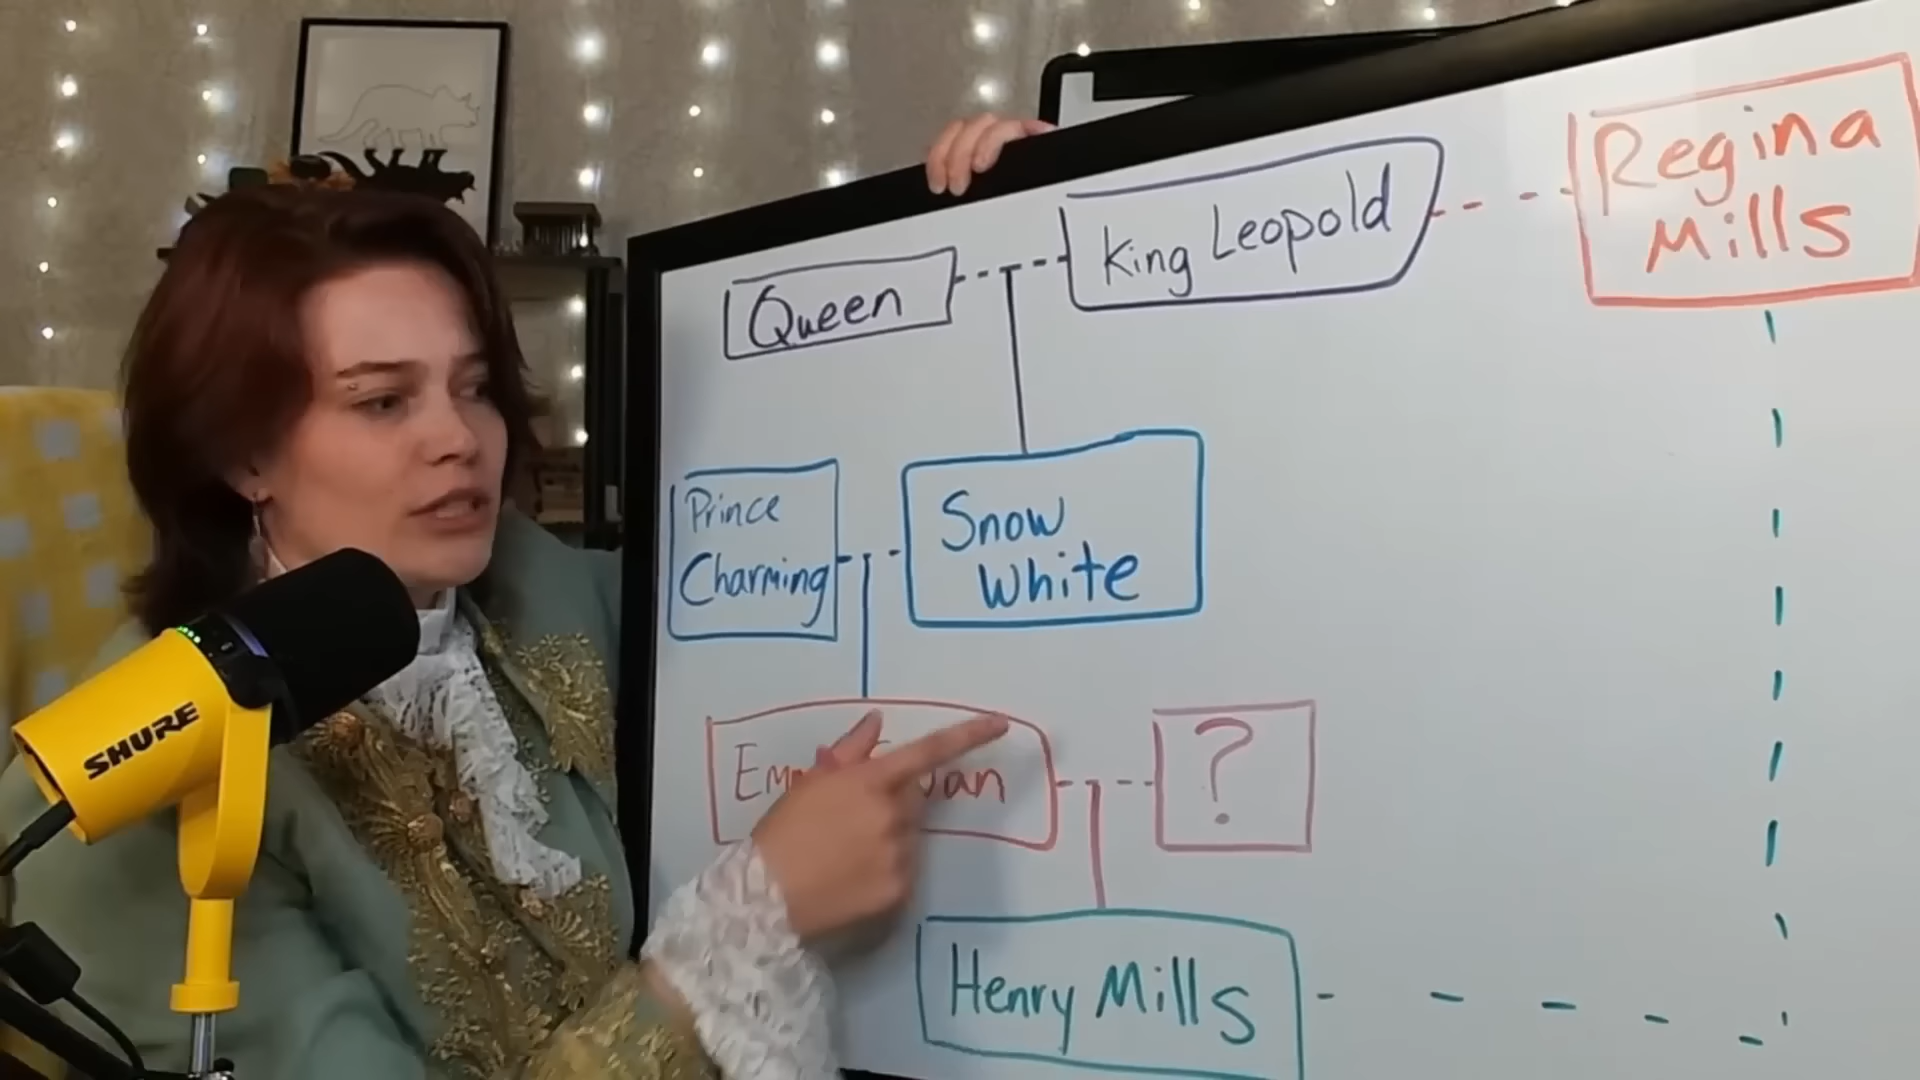 Regina
Mills
King Leopold
Queen
Prince
Charming
Snow
White
?
Henry Mills
SHURE